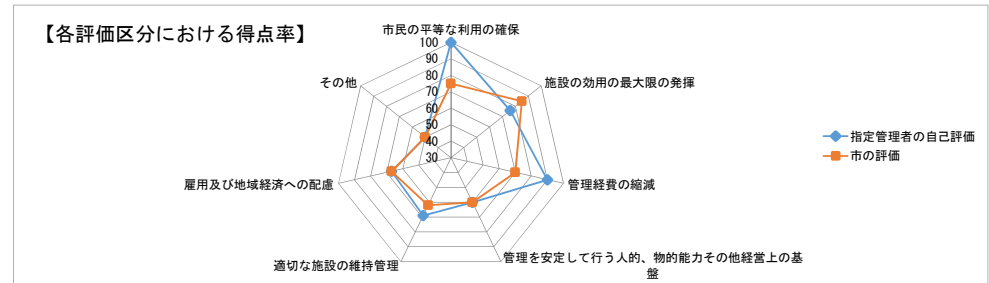 【各評価区分における得点率】
市民の平等な利用の確保
100
90
80
70
60
50
40
30
施設の効用の最大限の発揮
管理経費の縮減
管理を安定して行う人的、物的能力その他経営上の基
盤
適切な施設の維持管理
雇用及び地域経済への配慮
その他
指定管理者の自己評価
市の評価